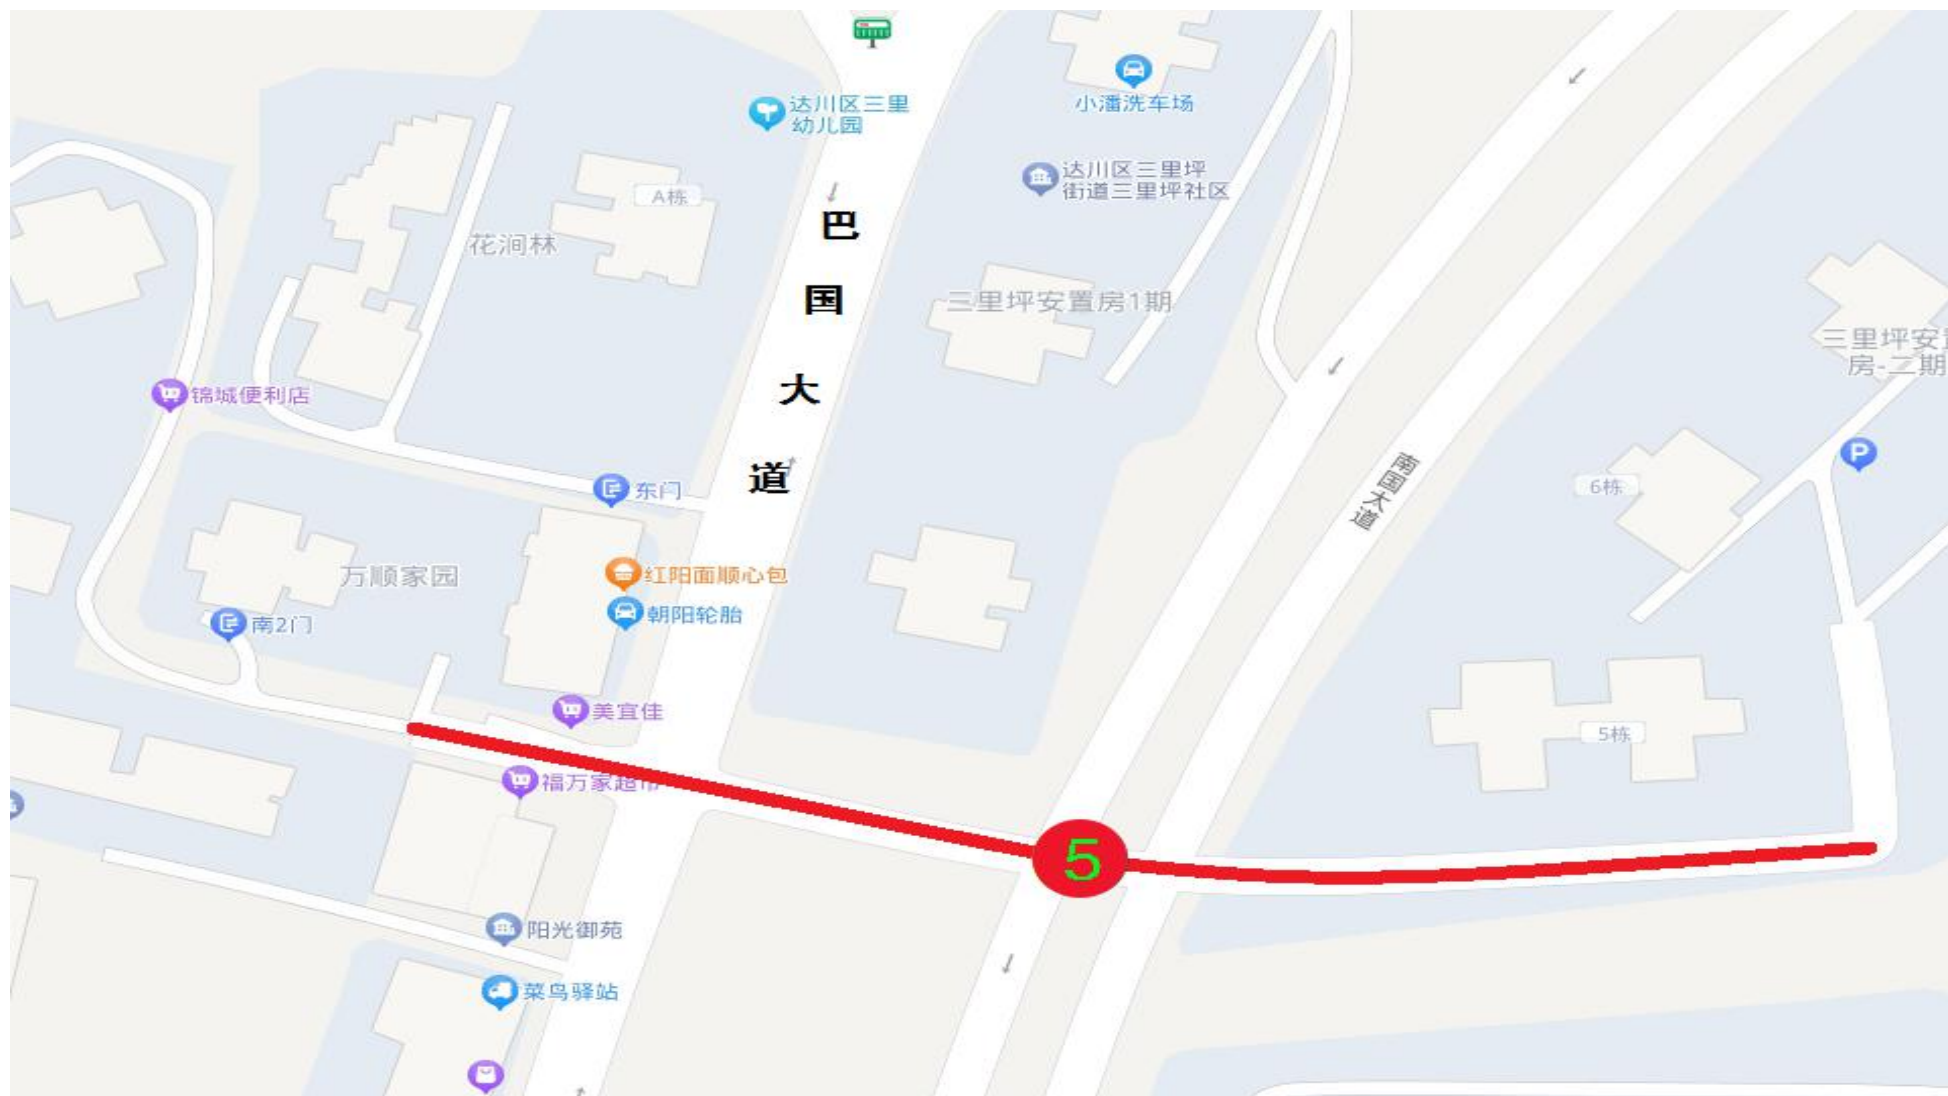 达川区三里
幼儿园
小潘洗车场
达川区三里坪
街道三里坪社区
A栋
花涧林
巴
国
大
道
三里坪安置房1期
三里坪安置
房-二期
锦城便利店
南国大道
P
6栋
东门
万顺家园
红阳面顺心包
朝阳轮胎
南2门
美宜佳
5栋
福万家超市
5
阳光御苑
菜鸟驿站